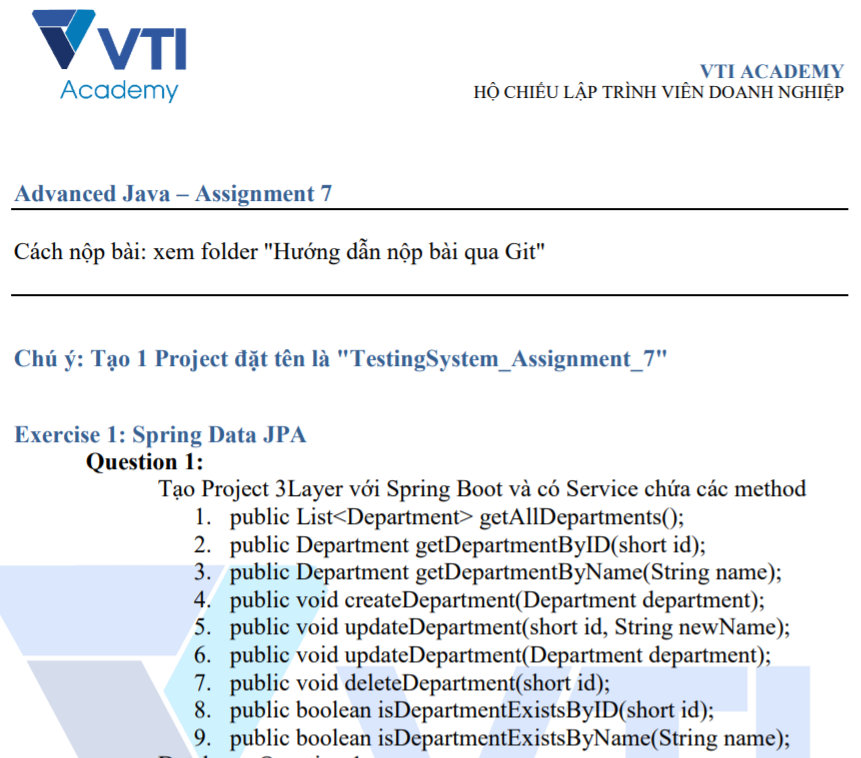 VTI
Academy
VTI ACADEMY
HỘ CHIẾU LẬP TRÌNH VIÊN DOANH NGHIỆP
Advanced Java – Assignment 7
Cách nộp bài: xem folder "Hướng dẫn nộp bài qua Git"
Chú ý: Tạo 1 Project đặt tên là "TestingSystem_Assignment_7"
Exercise 1: Spring Data JPA
Question 1:
Tạo Project 3Layer với Spring Boot và có Service chứa các method
1. public List<Department> getAllDepartments();
2. public Department getDepartmentByID(short id);
3. public Department getDepartmentByName(String name);
4. public void createDepartment(Department department);
5. public void updateDepartment(short id, String newName);
6. public void updateDepartment(Department department);
7. public void deleteDepartment(short id);
8. public boolean isDepartmentExistsByID(short id);
9. public boolean isDepartmentExistsByName(String name);